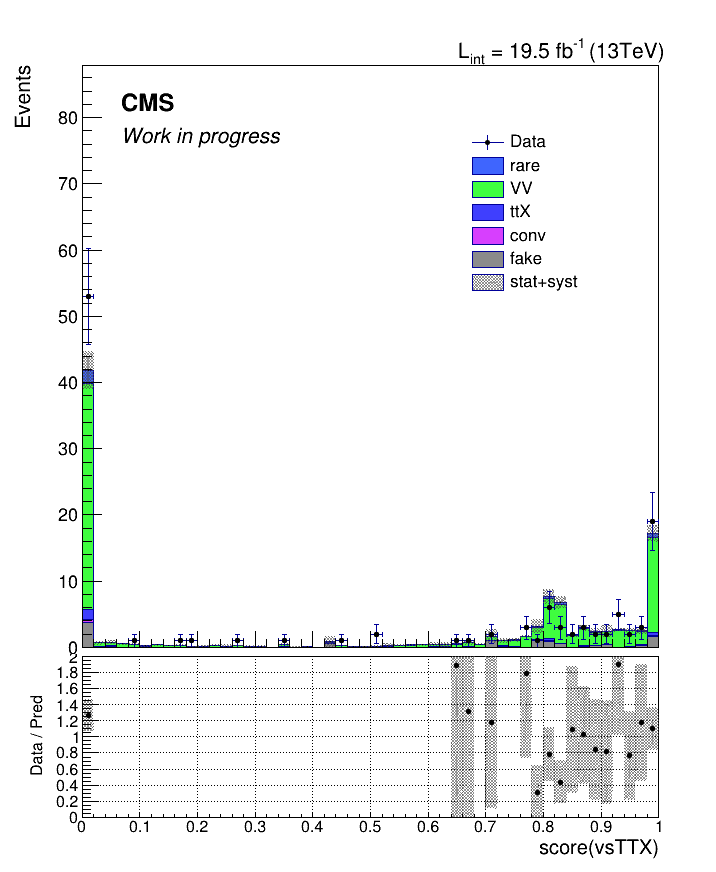 L_int = 19.5 fb^-1 (13TeV)
Events
CMS
Work in progress
Data
rare
VV
ttX
conv
fake
stat+syst
80
70
60
50
40
30
20
10
0
Data / Pred
2
1.8
1.6
1.4
1.2
1
0.8
0.6
0.4
0.2
0
0 0.1 0.2 0.3 0.4 0.5 0.6 0.7 0.8 0.9 1
score(vsTTX)